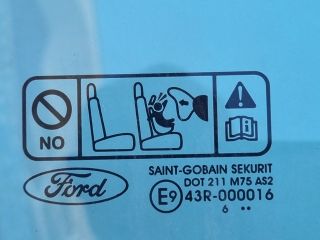 NO
Ford
SAINT-GOBAIN SEKURIT
DOT 211 M75 AS2
E9 43R-000016
6 ••